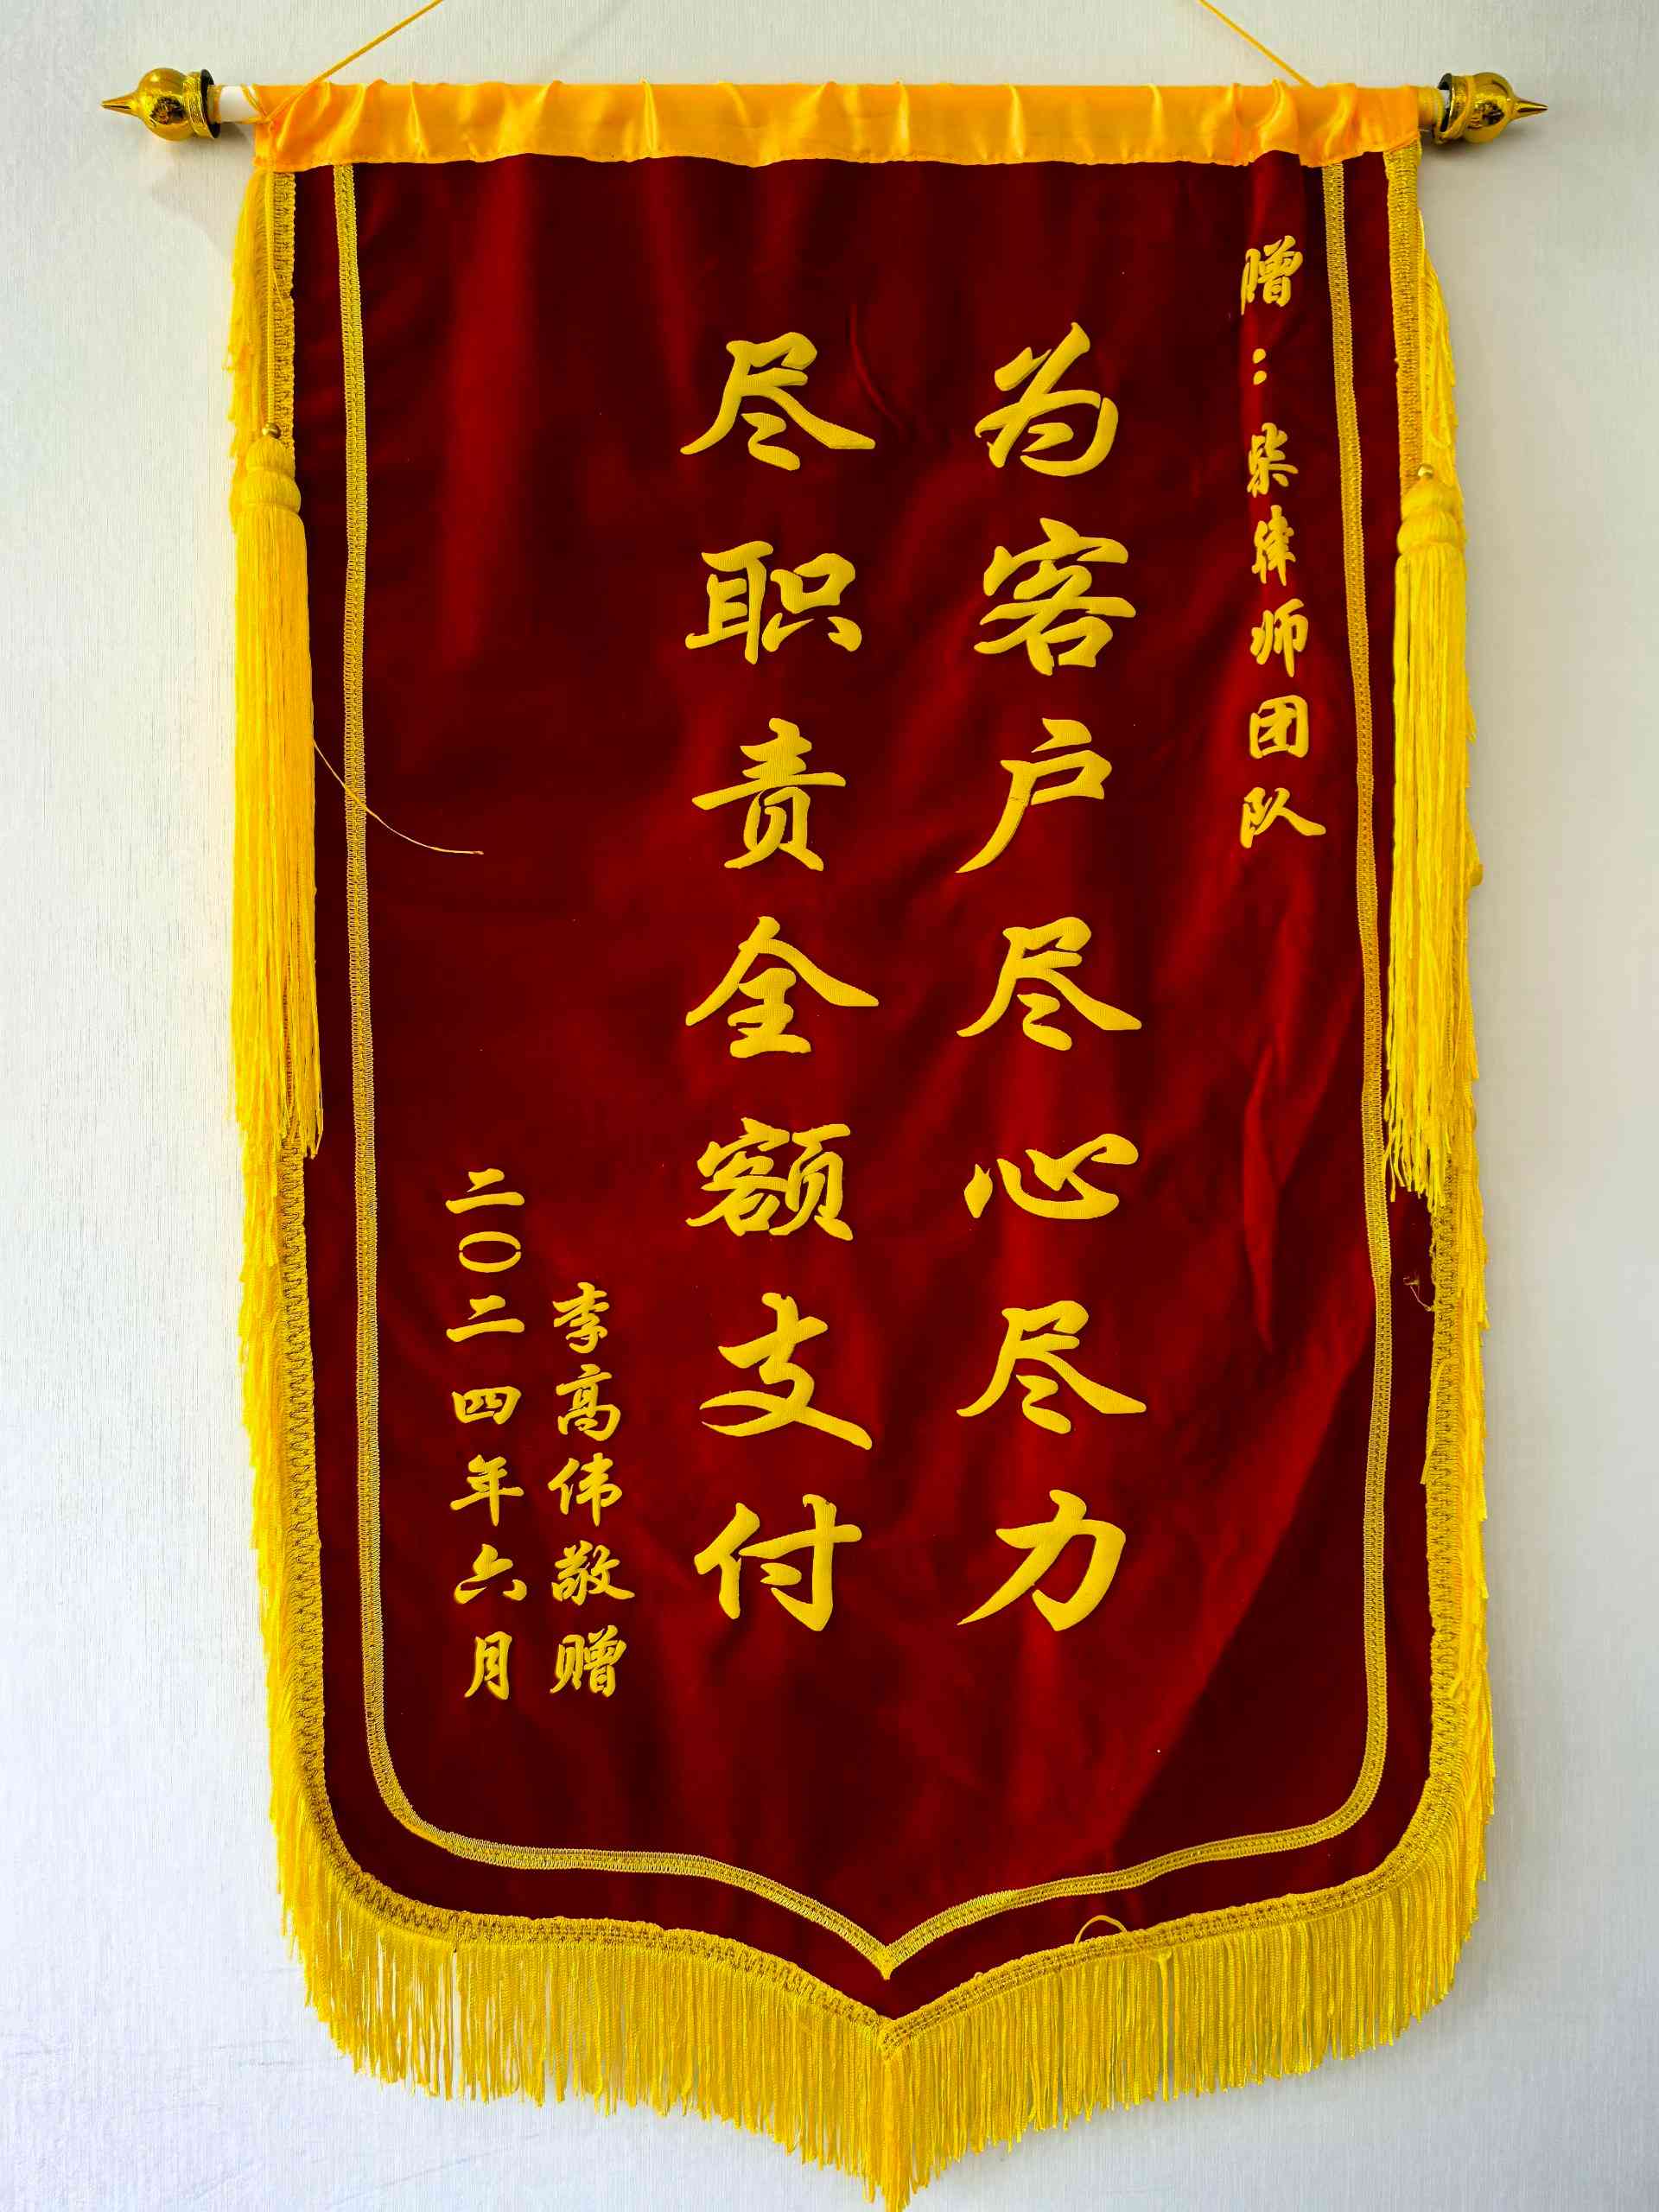 赠：柴律师团队
为客户尽心尽力
尽职责全额支付
李高伟敬赠
二〇二四年六月